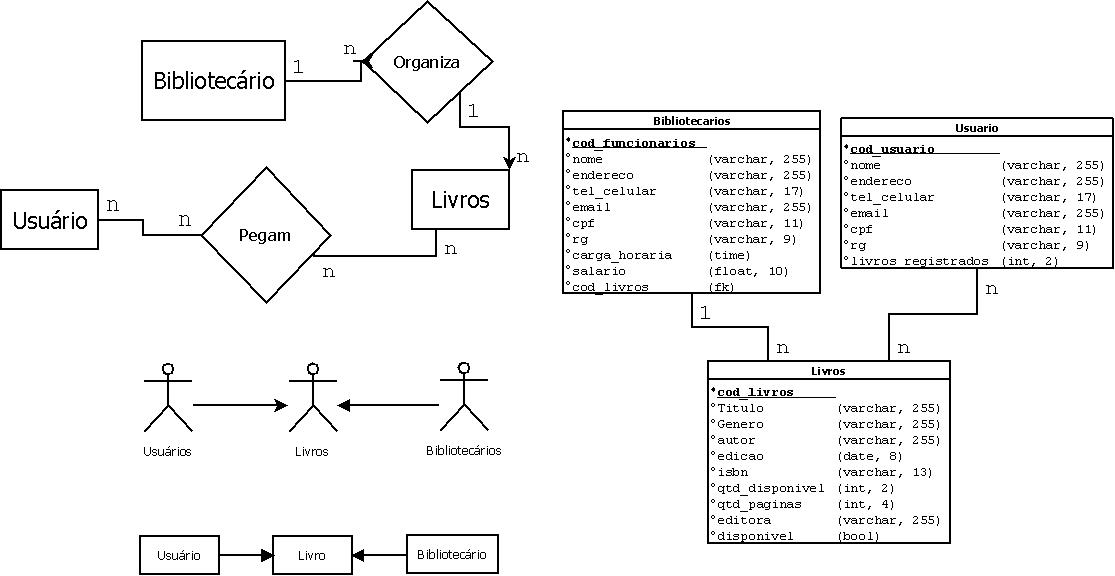 Bibliotecário
1
n
Organiza
1
n
Livros
Usuário
n
n
Pegam
n
n
Usuários
Livros
Bibliotecários
Usuário
Livro
Bibliotecário
Bibliotecarios
*cod_funcionarios
°nome (varchar, 255)
°endereco (varchar, 255)
°tel_celular (varchar, 17)
°email (varchar, 255)
°cpf (varchar, 11)
°rg (varchar, 9)
°carga_horaria (time)
°salario (float, 10)
°cod_livros (fk)
Usuario
*cod_usuario
°nome (varchar, 255)
°endereco (varchar, 255)
°tel_celular (varchar, 17)
°email (varchar, 255)
°cpf (varchar, 11)
°rg (varchar, 9)
°livros registrados (int, 2)
1
n
n
n
Livros
*cod_livros
°Titulo (varchar, 255)
°Genero (varchar, 255)
°autor (varchar, 255)
°edicao (date, 8)
°isbn (varchar, 13)
°qtd_disponivel (int, 2)
°qtd_paginas (int, 4)
°editora (varchar, 255)
°disponivel (bool)